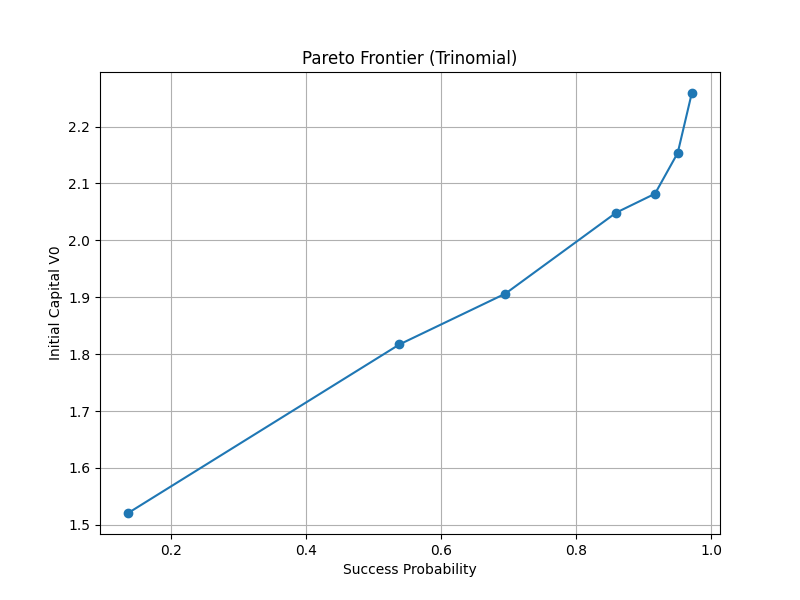 Pareto Frontier (Trinomial)
Initial Capital V0
2.2
2.1
2.0
1.9
1.8
1.7
1.6
1.5
0.2 0.4 0.6 0.8 1.0
Success Probability